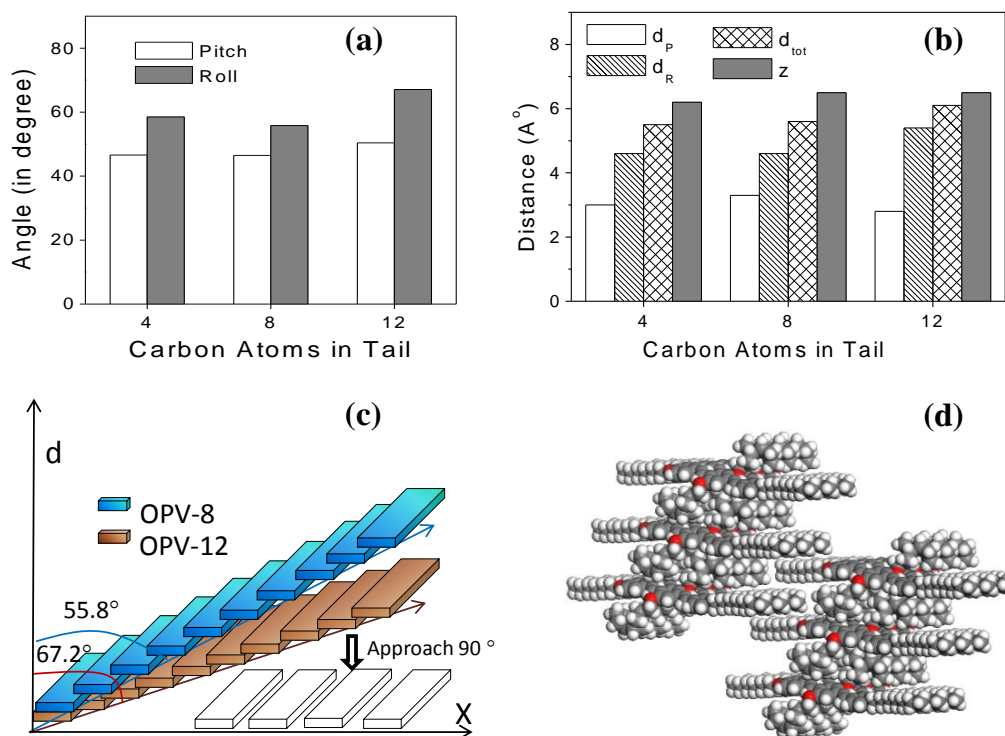 (a)
Pitch
Roll
80
60
40
20
0
Angle (in degree)
4 8 12
Carbon Atoms in Tail
(b)
d_P
d_R
d_tot
z
8
6
4
2
0
Distance (A°)
4 8 12
Carbon Atoms in Tail
(c)
d
OPV-8
OPV-12
55.8°
67.2°
Approach 90 °
X
(d)